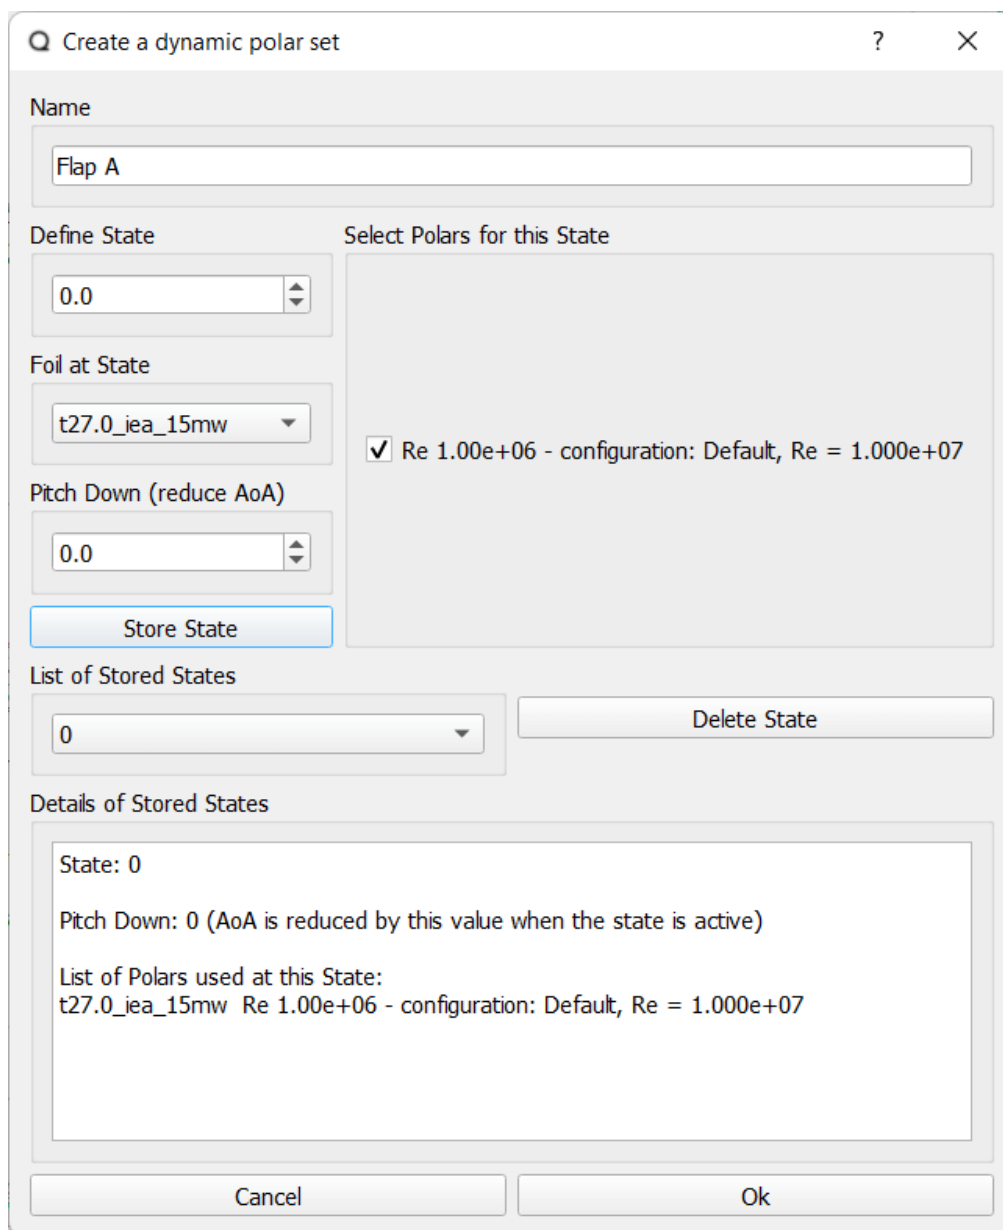 Create a dynamic polar set
?
Name
Flap A
Define State
Select Polars for this State
0.0
Foil at State
t27.0_iea_15mw
Re 1.00e+06 - configuration: Default, Re = 1.000e+07
Pitch Down (reduce AoA)
0.0
Store State
List of Stored States
0
Delete State
Details of Stored States
State: 0
Pitch Down: 0 (AoA is reduced by this value when the state is active)
List of Polars used at this State:
t27.0_iea_15mw  Re 1.00e+06 - configuration: Default, Re = 1.000e+07
Cancel
Ok